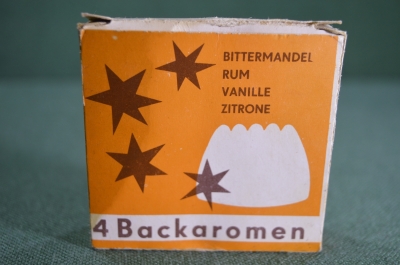 BITTERMANDEL
RUM
VANILLE
ZITRONE
4 Backaromen